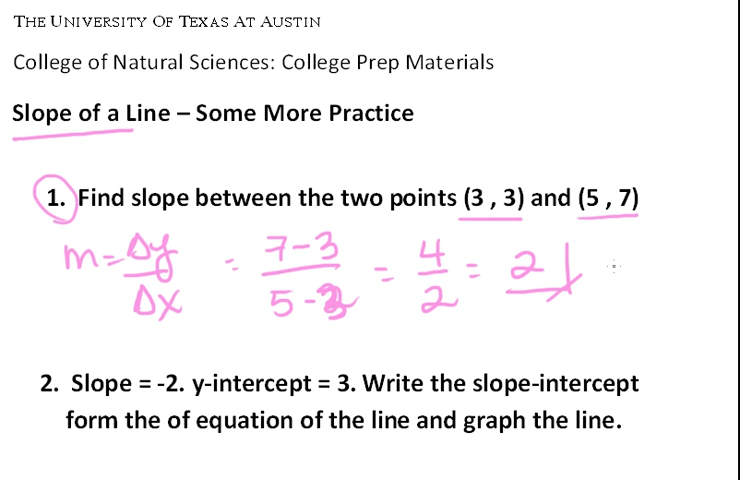 THE UNIVERSITY OF TEXAS AT AUSTIN
College of Natural Sciences: College Prep Materials
Slope of a Line – Some More Practice
1. Find slope between the two points (3 , 3) and (5 , 7)
m = Δy/Δx = 7-3/5-3 = 4/2 = 2
2. Slope = -2. y-intercept = 3. Write the slope-intercept
form the of equation of the line and graph the line.